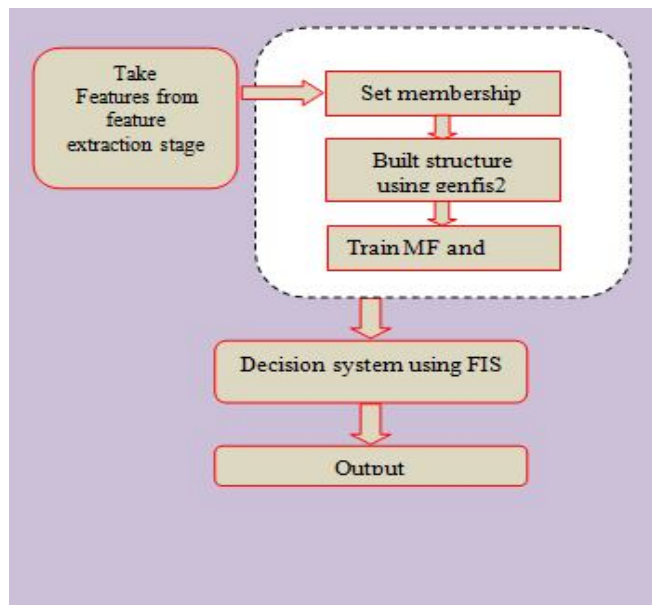 Take
Features from
feature
extraction stage
Set membership
Built structure
using genfis2
Train MF and
Decision system using FIS
Output